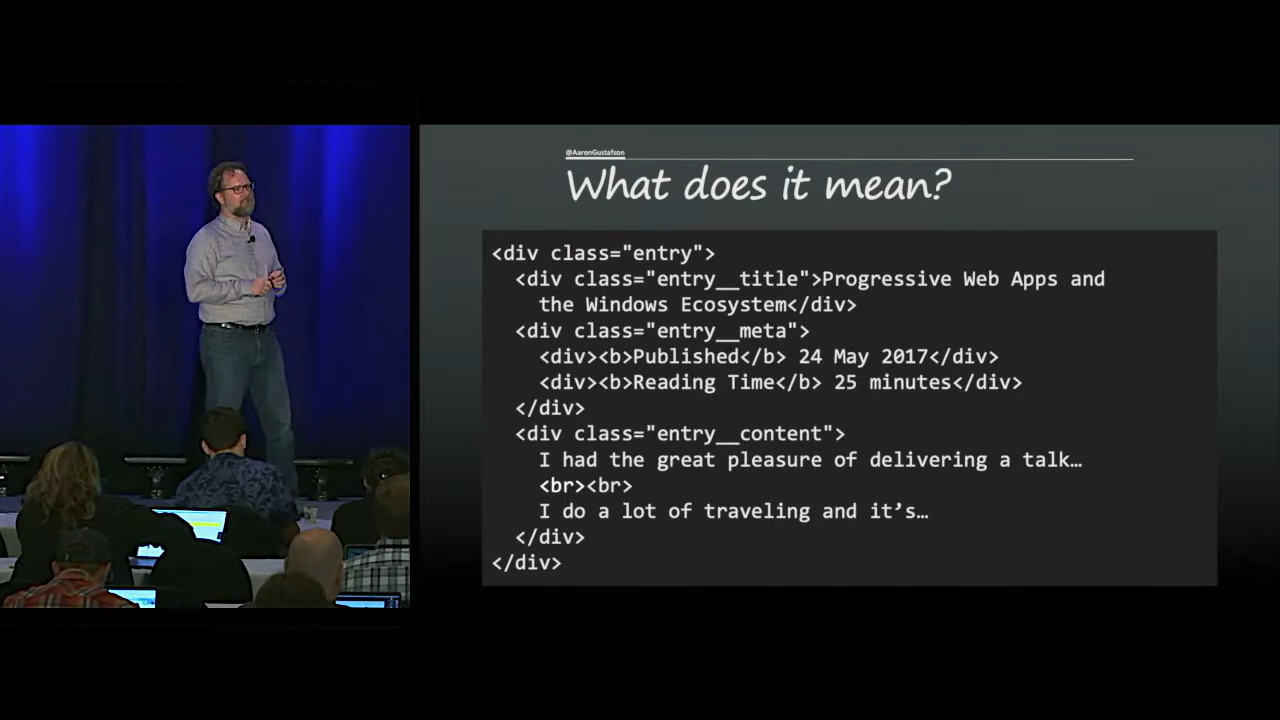 @AaronGustafson
What does it mean?
<div class="entry">
<div class="entry__title">Progressive Web Apps and
the Windows Ecosystem</div>
<div class="entry__meta">
<div><b>Published</b> 24 May 2017</div>
<div><b>Reading Time</b> 25 minutes</div>
</div>
<div class="entry__content">
I had the great pleasure of delivering a talk…
<br><br>
I do a lot of traveling and it’s…
</div>
</div>